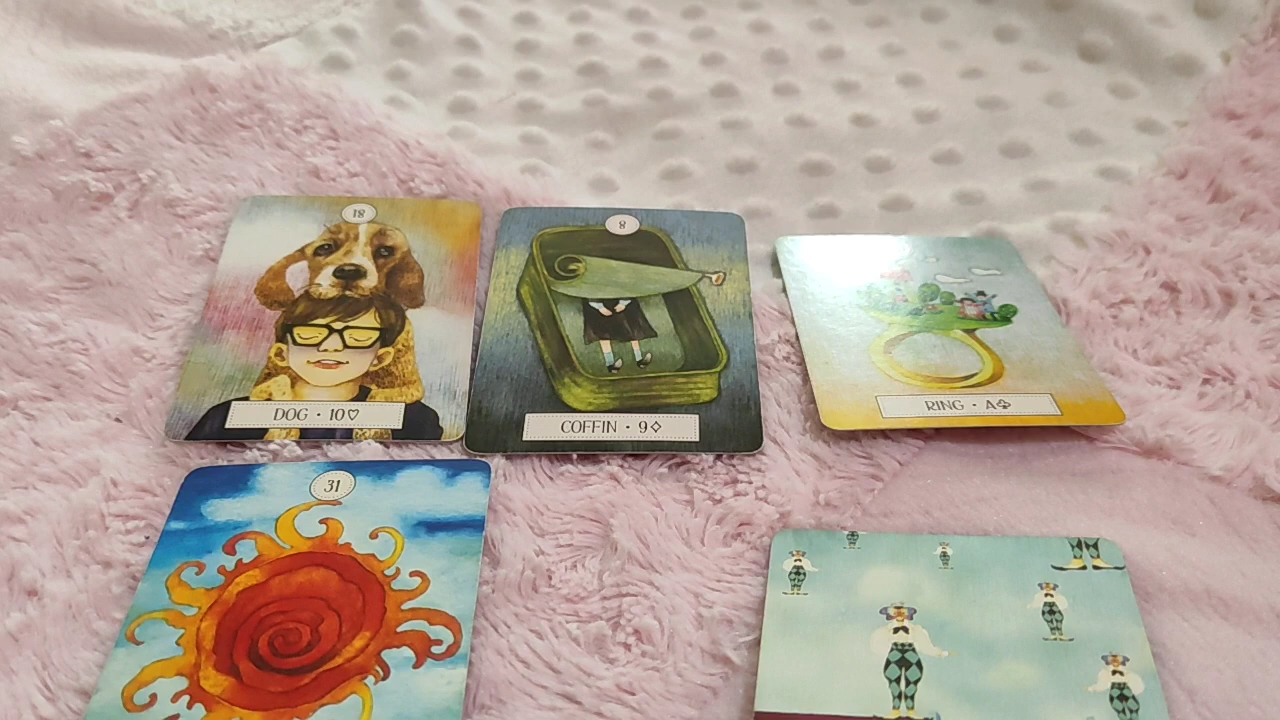 18
8
DOG • 10♡
COFFIN • 9◇
RING • A♧
31